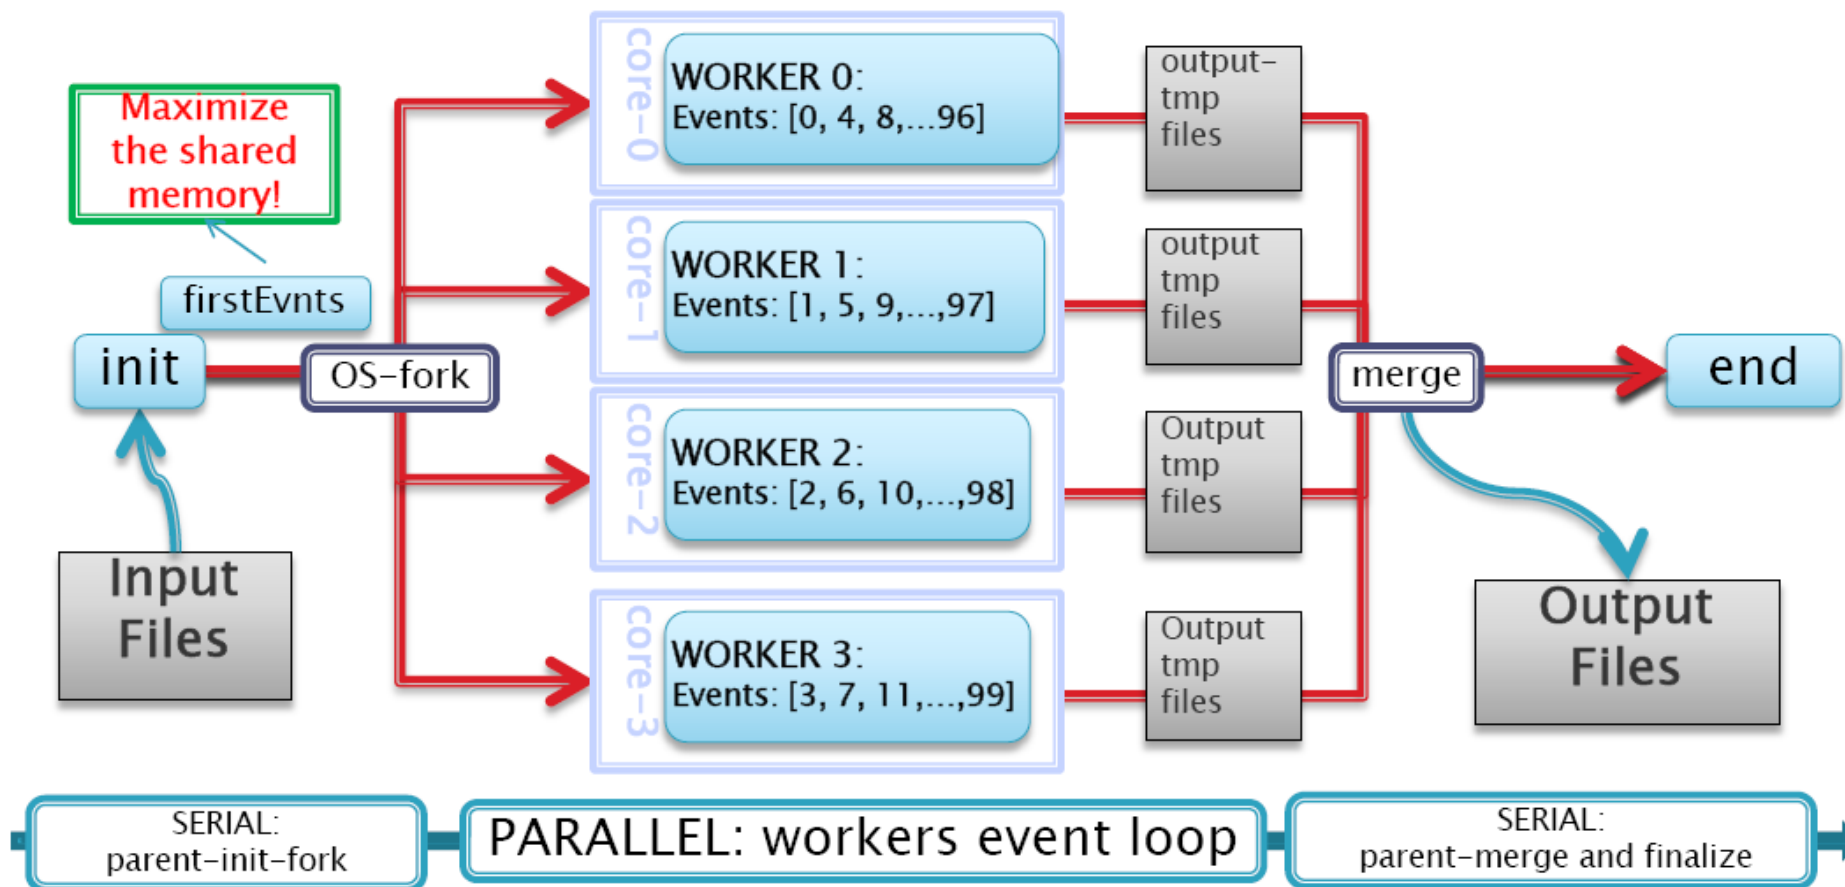 Maximize
the shared
memory!
firstEvnts
init
Input
Files
OS-fork
core-0
WORKER 0:
Events: [0, 4, 8,...96]
core-1
WORKER 1:
Events: [1, 5, 9,...,97]
core-2
WORKER 2:
Events: [2, 6, 10,...,98]
core-3
WORKER 3:
Events: [3, 7, 11,...,99]
output-
tmp
files
output
tmp
files
Output
tmp
files
Output
tmp
files
merge
end
Output
Files
SERIAL:
parent-init-fork
PARALLEL: workers event loop
SERIAL:
parent-merge and finalize